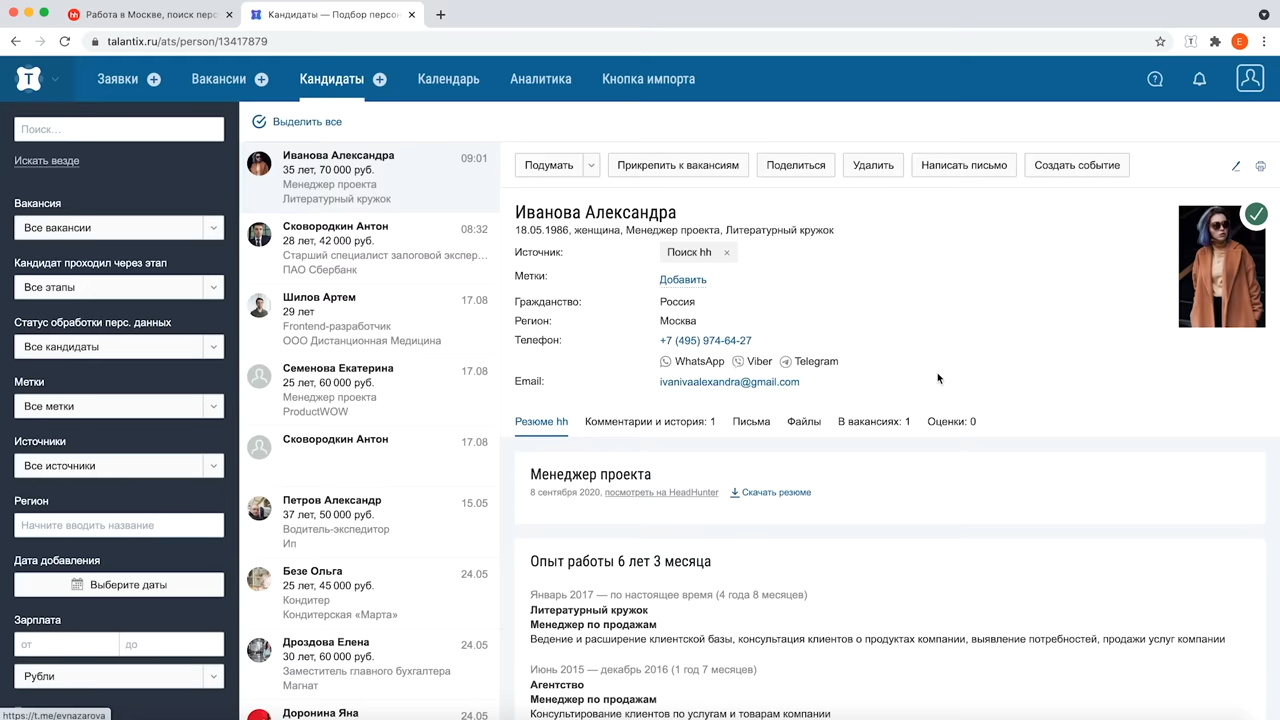 Работа в Москве, поиск перс
Кандидаты — Подбор персон
talantix.ru/ats/person/13417879
E
T
Заявки
Вакансии
Кандидаты
Календарь
Аналитика
Кнопка импорта
Поиск...
Искать везде
Вакансия
Все вакансии
Кандидат проходил через этап
Все этапы
Статус обработки перс. данных
Все кандидаты
Метки
Все метки
Источники
Все источники
Регион
Начните вводить название
Дата добавления
Выберите даты
Зарплата
от
до
Рубли
https://t.me/evnazarova
Выделить все
Иванова Александра 09:01
35 лет, 70 000 руб.
Менеджер проекта
Литературный кружок
Сковородкин Антон 08:32
28 лет, 42 000 руб.
Старший специалист залоговой экспер...
ПАО Сбербанк
Шилов Артем 17.08
29 лет
Frontend-разработчик
ООО Дистанционная Медицина
Семенова Екатерина 17.08
25 лет, 60 000 руб.
Менеджер проекта
ProductWOW
Сковородкин Антон 17.08
Петров Александр 15.05
37 лет, 50 000 руб.
Водитель-экспедитор
Ип
Безе Ольга 24.05
25 лет, 45 000 руб.
Кондитер
Кондитерская «Марта»
Дроздова Елена 24.05
30 лет, 60 000 руб.
Заместитель главного бухгалтера
Магнат
Доронина Яна 24.05
Подумать
Прикрепить к вакансиям
Поделиться
Удалить
Написать письмо
Создать событие
Иванова Александра
18.05.1986, женщина, Менеджер проекта, Литературный кружок
Источник: Поиск hh ×
Метки: Добавить
Гражданство: Россия
Регион: Москва
Телефон: +7 (495) 974-64-27
WhatsApp Viber Telegram
Email: ivanivaalexandra@gmail.com
Резюме hh Комментарии и история: 1 Письма Файлы В вакансиях: 1 Оценки: 0
Менеджер проекта
8 сентября 2020, посмотреть на HeadHunter Скачать резюме
Опыт работы 6 лет 3 месяца
Январь 2017 — по настоящее время (4 года 8 месяцев)
Литературный кружок
Менеджер по продажам
Ведение и расширение клиентской базы, консультация клиентов о продуктах компании, выявление потребностей, продажи услуг компании
Июнь 2015 — декабрь 2016 (1 год 7 месяцев)
Агентство
Менеджер по продажам
Консультирование клиентов по услугам и товарам компании